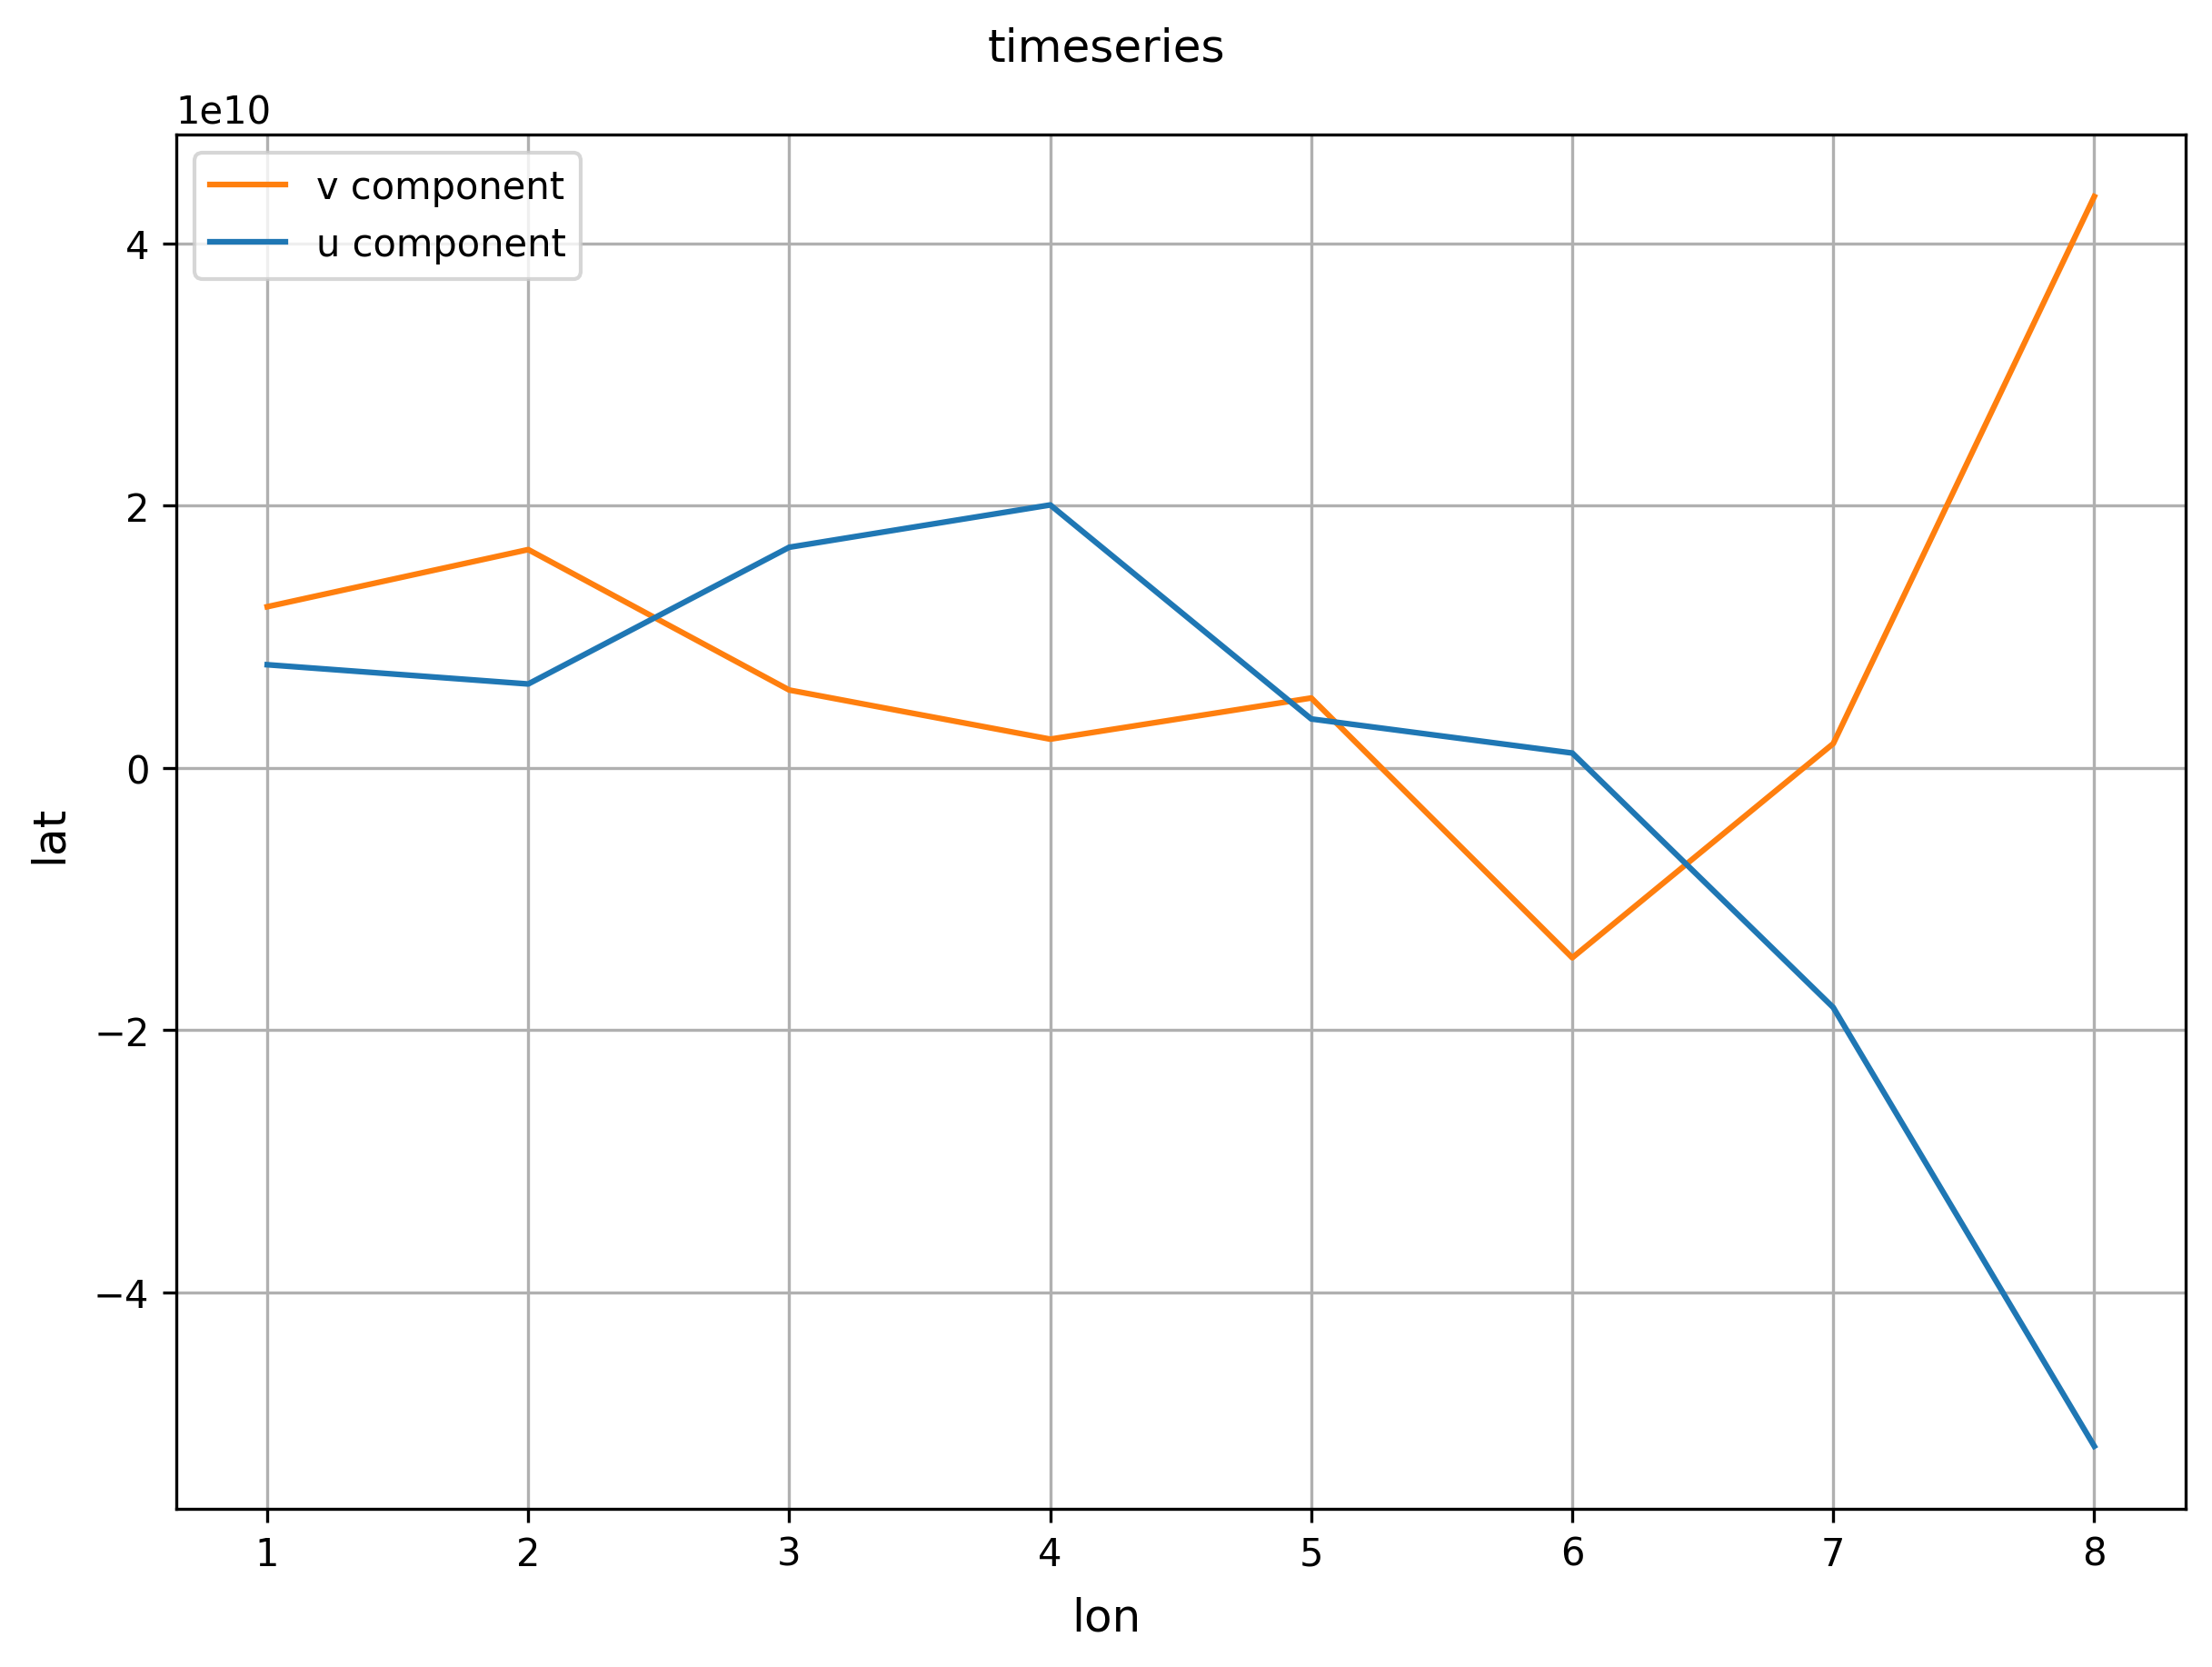 timeseries
1e10
v component
u component
4
2
0
−2
−4
lat
1 2 3 4 5 6 7 8
lon